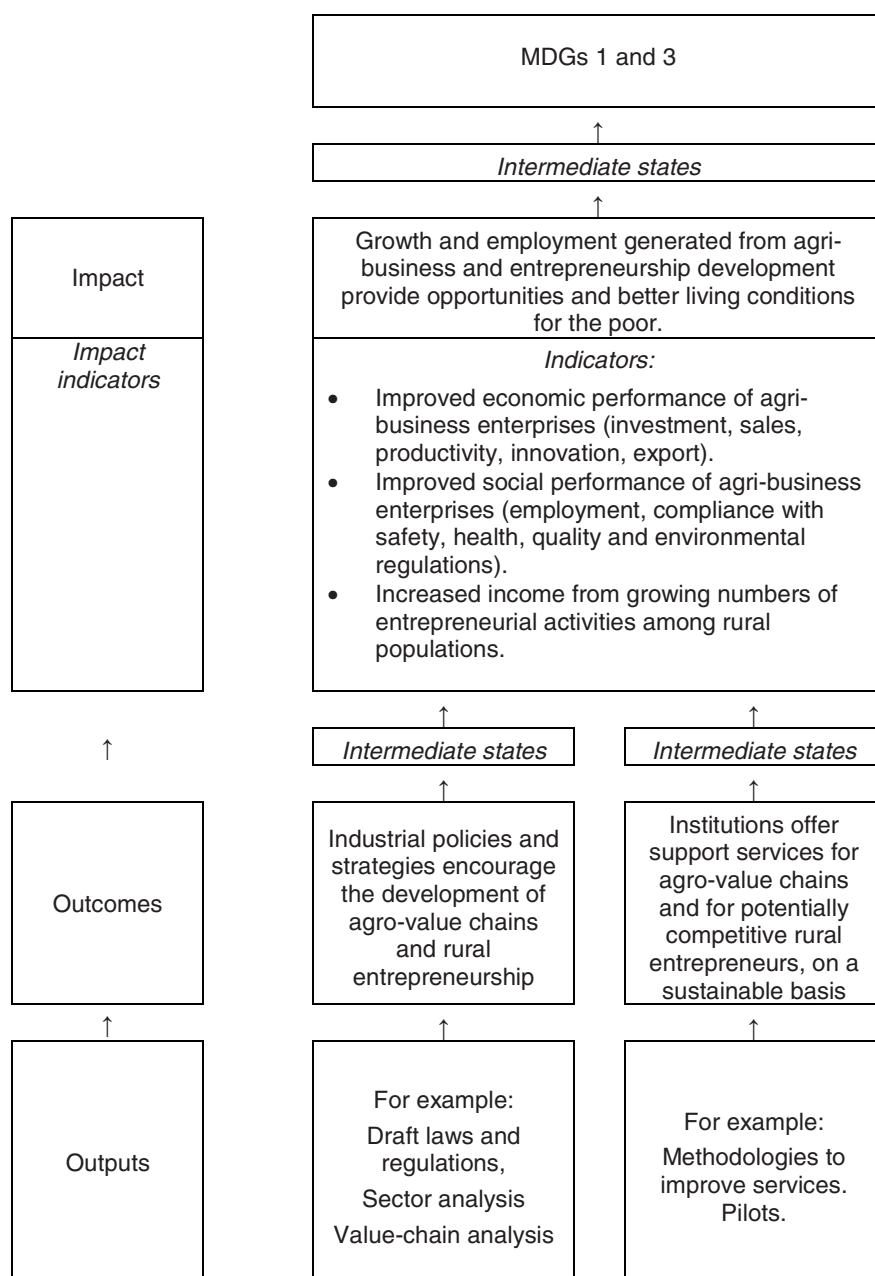 MDGs 1 and 3
↑
Intermediate states
↑
Impact
Growth and employment generated from agri-
business and entrepreneurship development
provide opportunities and better living conditions
for the poor.
Impact
indicators
Indicators:
• Improved economic performance of agri-
business enterprises (investment, sales,
productivity, innovation, export).
• Improved social performance of agri-business
enterprises (employment, compliance with
safety, health, quality and environmental
regulations).
• Increased income from growing numbers of
entrepreneurial activities among rural
populations.
↑ ↑
↑
Intermediate states
Intermediate states
↑ ↑
Outcomes
Industrial policies and
strategies encourage
the development of
agro-value chains
and rural
entrepreneurship
Institutions offer
support services for
agro-value chains
and for potentially
competitive rural
entrepreneurs, on a
sustainable basis
↑ ↑ ↑
Outputs
For example:
Draft laws and
regulations,
Sector analysis
Value-chain analysis
For example:
Methodologies to
improve services.
Pilots.